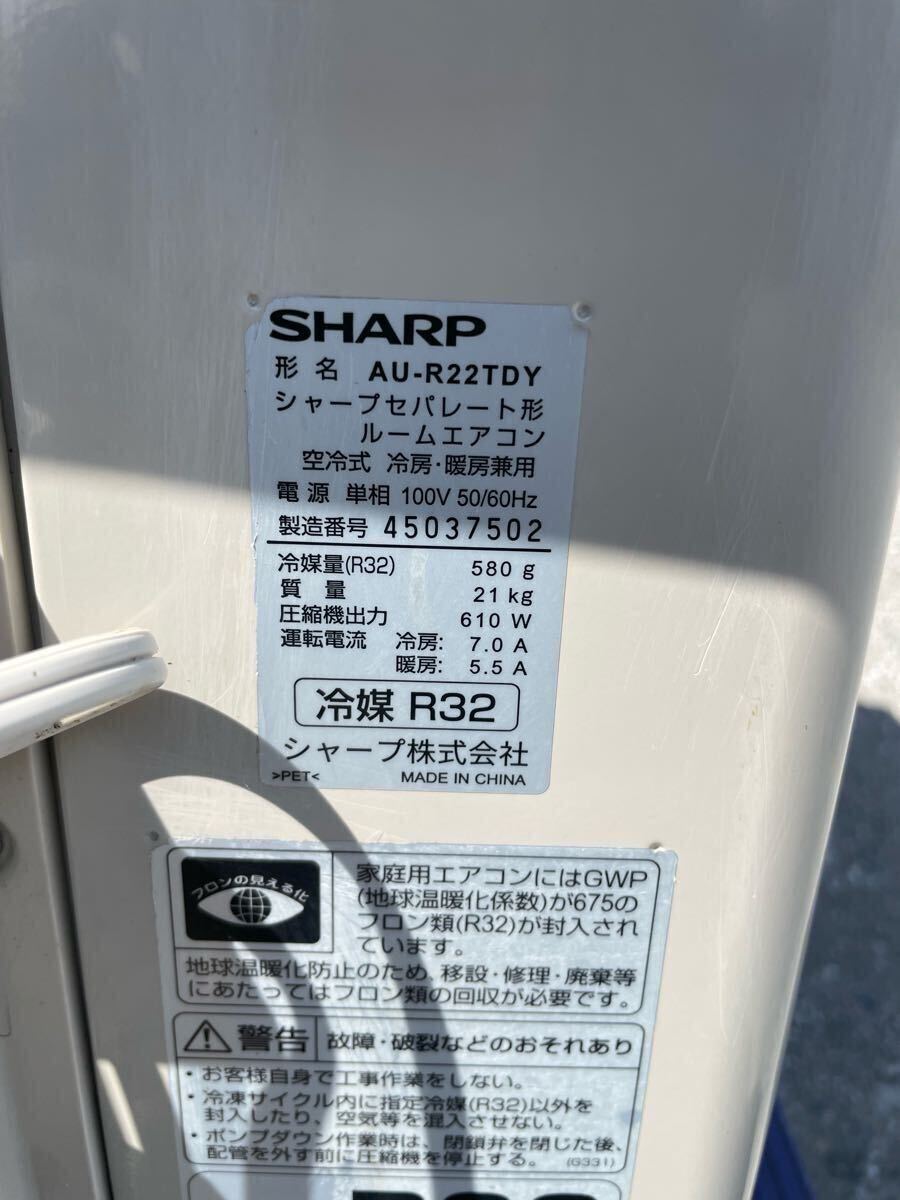 SHARP
形名 AU-R22TDY
シャープセパレート形
ルームエアコン
空冷式 冷房・暖房兼用
電源 単相 100V 50/60Hz
製造番号 45037502
冷媒量(R32) 580 g
質量 21 kg
圧縮機出力 610 W
運転電流 冷房: 7.0 A
暖房: 5.5 A
冷媒 R32
シャープ株式会社
>PET< MADE IN CHINA
フロンの見える化
家庭用エアコンにはGWP
(地球温暖化係数)が675の
フロン類(R32)が封入され
ています。
地球温暖化防止のため、移設・修理・廃棄等
にあたってはフロン類の回収が必要です。
警告 故障・破裂などのおそれあり
・お客様自身で工事作業をしない。
・冷凍サイクル内に指定冷媒(R32)以外を
封入したり、空気等を混入させない。
・ポンプダウン作業時は、閉鎖弁を閉じた後、
配管を外す前に圧縮機を停止する。 (G331)